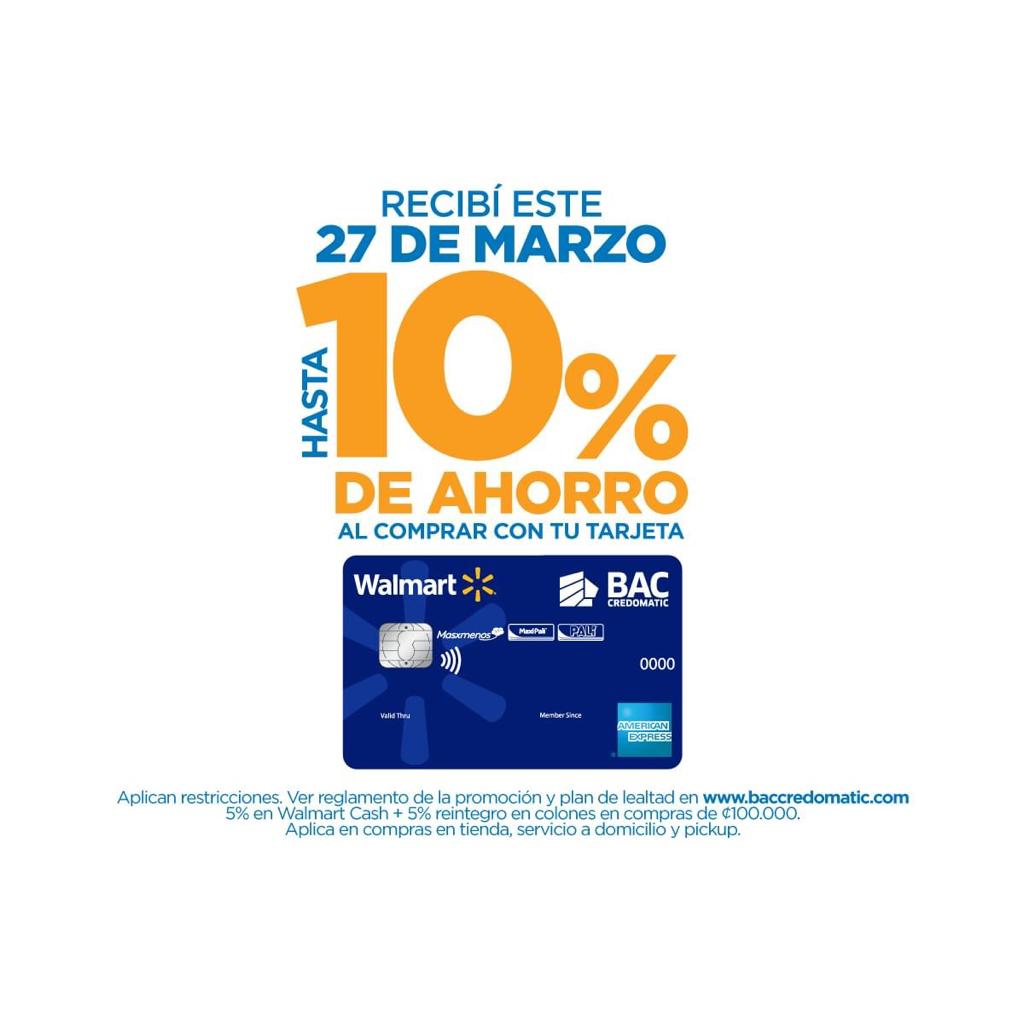 RECIBÍ ESTE
27 DE MARZO
HASTA
10%
DE AHORRO
AL COMPRAR CON TU TARJETA
Walmart
BAC
CREDOMATIC
Masxmenos
MaxiPalí
PALÍ
0000
Valid Thru
Member Since
AMERICAN
EXPRESS
Aplican restricciones. Ver reglamento de la promoción y plan de lealtad en www.baccredomatic.com
5% en Walmart Cash + 5% reintegro en colones en compras de ¢100.000.
Aplica en compras en tienda, servicio a domicilio y pickup.